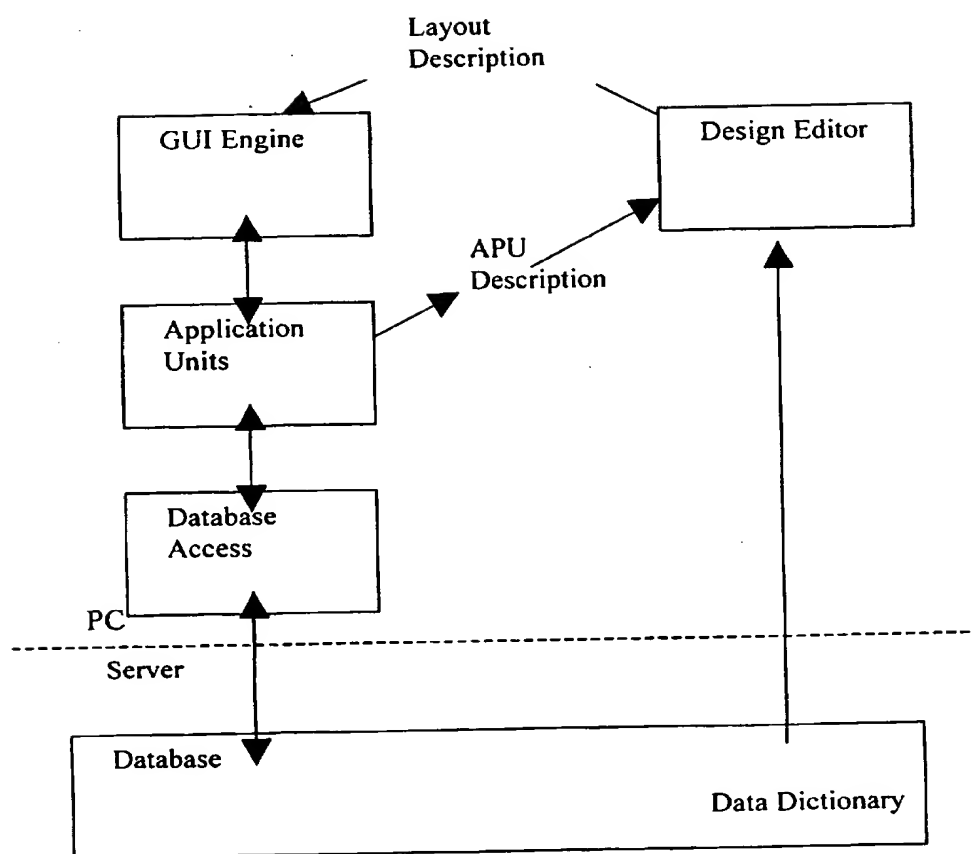 Layout
Description
GUI Engine
Design Editor
APU
Description
Application
Units
Database
Access
PC
Server
Database
Data Dictionary